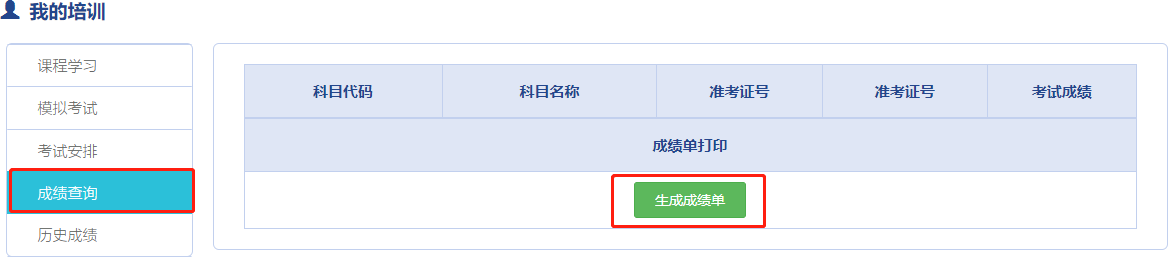 我的培训
课程学习
模拟考试
考试安排
成绩查询
历史成绩
科目代码 科目名称 准考证号 准考证号 考试成绩
成绩单打印
生成成绩单